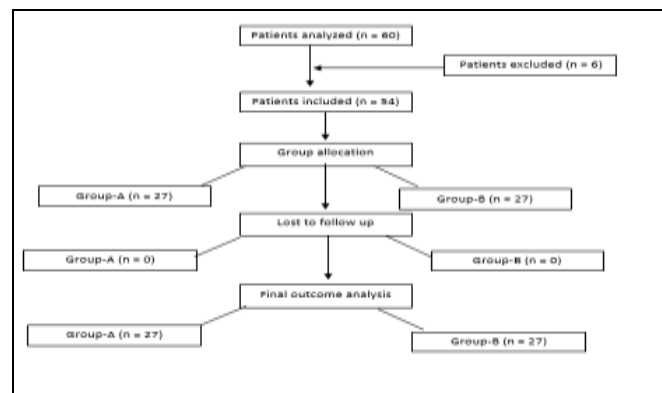 Patients analyzed (n = 60)
Patients excluded (n = 6)
Patients included (n = 54)
Group allocation
Group-A (n = 27)
Group-B (n = 27)
Lost to follow up
Group-A (n = 0)
Group-B (n = 0)
Final outcome analysis
Group-A (n = 27)
Group-B (n = 27)